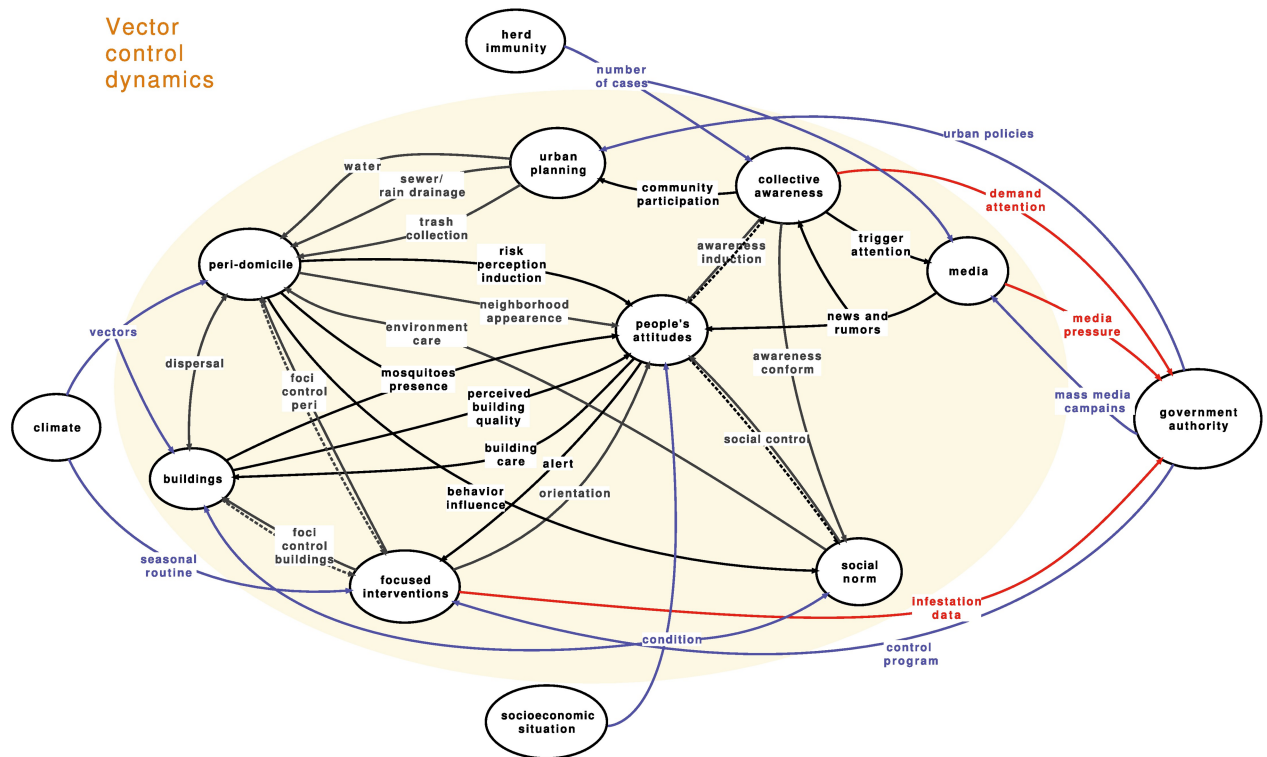 Vector
control
dynamics
herd
immunity
number
of cases
urban policies
urban
planning
water
sewer/
rain drainage
collective
awareness
community
participation
demand
attention
trash
collection
awareness
induction
trigger
attention
peri-domicile
risk
perception
induction
media
neighborhood
appearence
people's
attitudes
news and
rumors
media
pressure
vectors
environment
care
dispersal
foci
control
peri
mosquitoes
presence
awareness
conform
mass media
campains
perceived
building
quality
government
authority
climate
social control
building
care
alert
buildings
behavior
influence
orientation
foci
control
buildings
seasonal
routine
focused
interventions
social
norm
infestation
data
condition
control
program
socioeconomic
situation